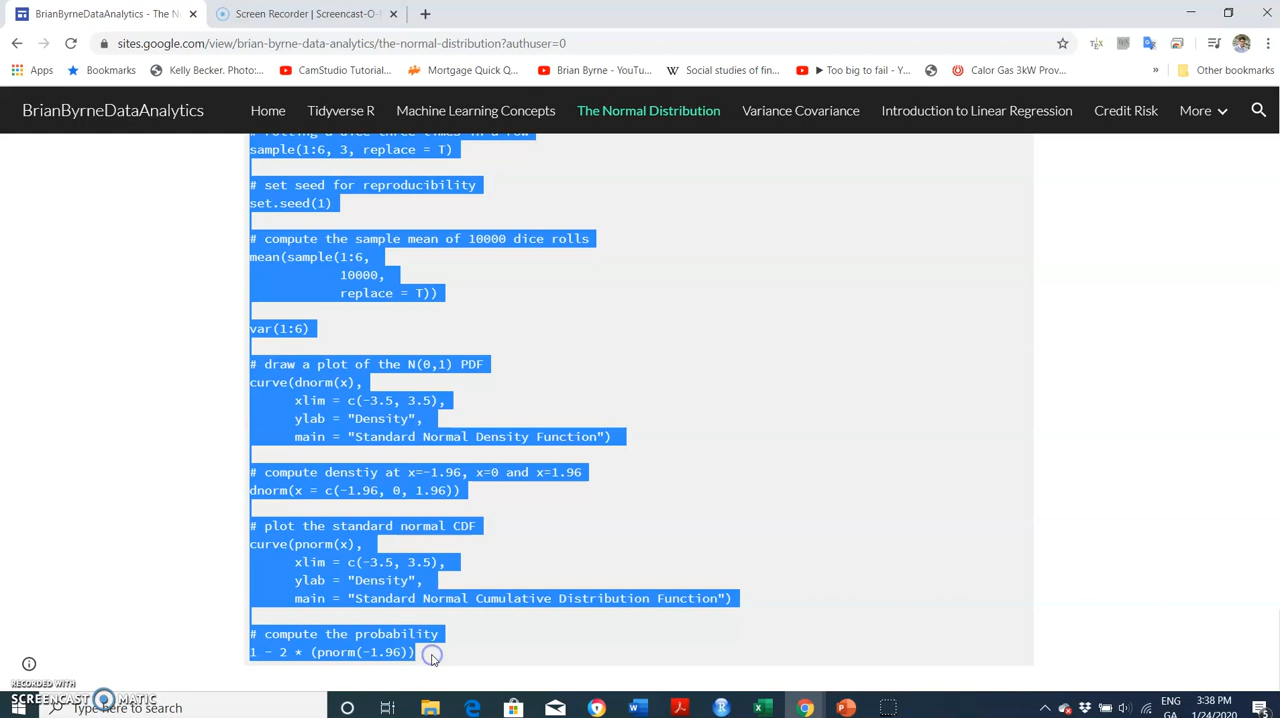 BrianByrneDataAnalytics - The N
Screen Recorder | Screencast-O-
sites.google.com/view/brian-byrne-data-analytics/the-normal-distribution?authuser=0
Apps
Bookmarks
Kelly Becker. Photo:...
CamStudio Tutorial...
Mortgage Quick Q...
Brian Byrne - YouTu...
Social studies of fin...
▶ Too big to fail - Y...
Calor Gas 3kW Prov...
»
Other bookmarks
BrianByrneDataAnalytics
Home
Tidyverse R
Machine Learning Concepts
The Normal Distribution
Variance Covariance
Introduction to Linear Regression
Credit Risk
More
# rolling a dice three times in a row
sample(1:6, 3, replace = T)
# set seed for reproducibility
set.seed(1)
# compute the sample mean of 10000 dice rolls
mean(sample(1:6,
10000,
replace = T))
var(1:6)
# draw a plot of the N(0,1) PDF
curve(dnorm(x),
xlim = c(-3.5, 3.5),
ylab = "Density",
main = "Standard Normal Density Function")
# compute denstiy at x=-1.96, x=0 and x=1.96
dnorm(x = c(-1.96, 0, 1.96))
# plot the standard normal CDF
curve(pnorm(x),
xlim = c(-3.5, 3.5),
ylab = "Density",
main = "Standard Normal Cumulative Distribution Function")
# compute the probability
1 - 2 * (pnorm(-1.96))
RECORDED WITH
SCREENCAST MATIC
Type here to search
ENG
GA
3:38 PM
1/24/2020